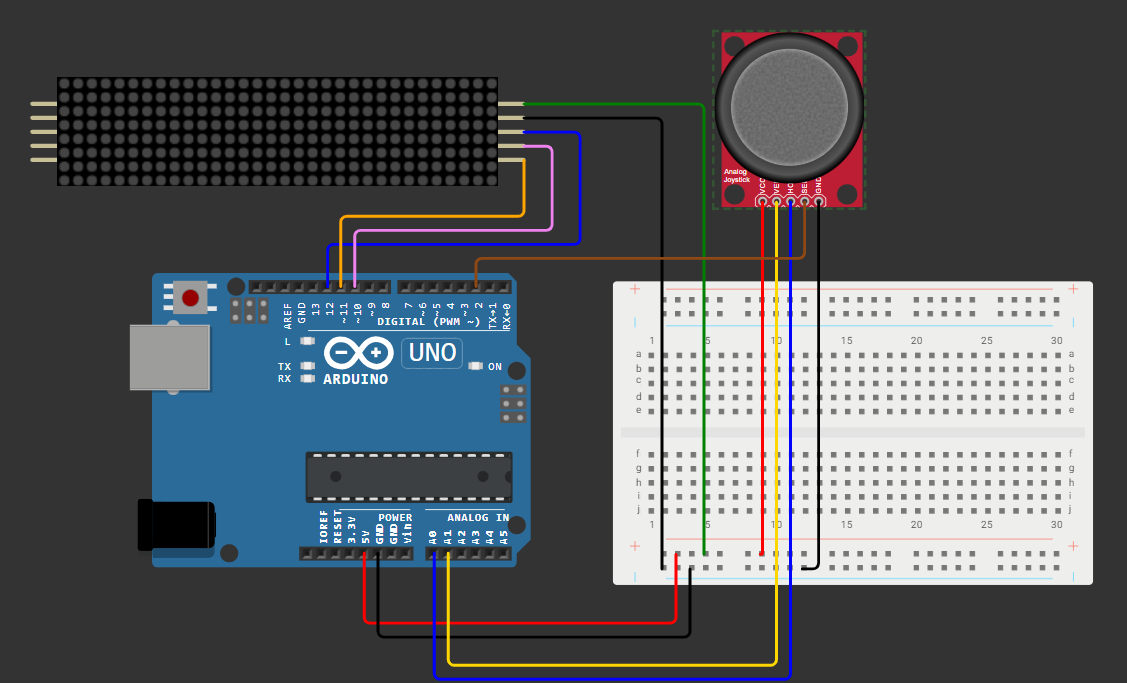 Analog
Joystick
VCC
VER
HOR
SEL
GND
AREF
GND
13
12
~11
~10
~9
8
7
~6
~5
4
~3
2
TX→1
RX←0
DIGITAL (PWM ~)
L
TX
RX
UNO
ON
ARDUINO
POWER
ANALOG IN
IOREF
RESET
3.3V
5V
GND
GND
Vin
A0
A1
A2
A3
A4
A5
+ +
1 5 10 15 20 25 30
a a
b b
c c
d d
e e
f f
g g
h h
i i
j j
1 5 10 15 20 25 30
+ +